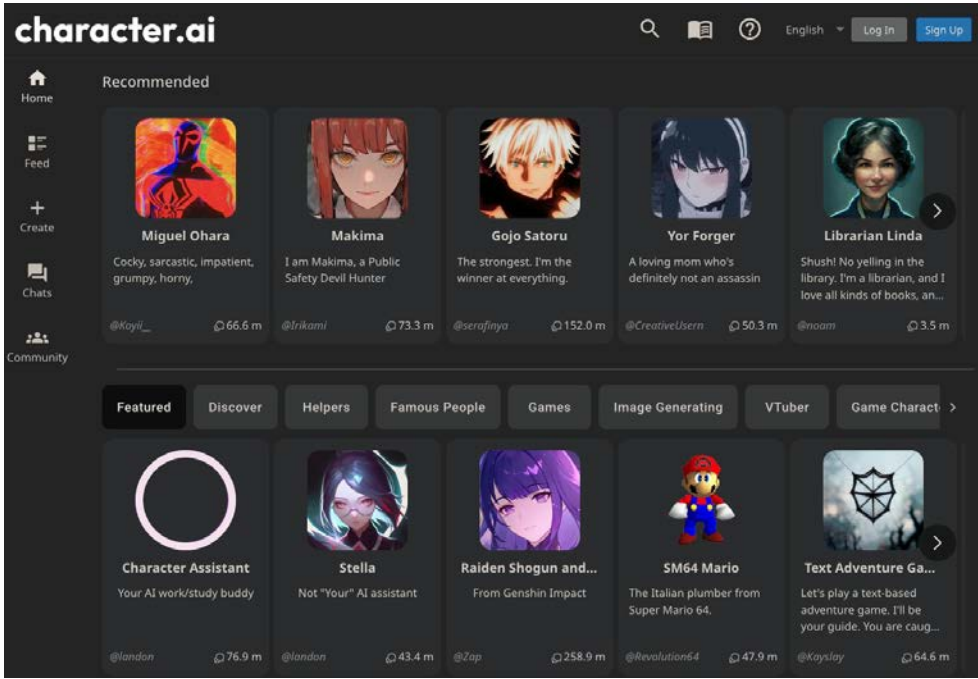 character.ai
English
Log In
Sign Up
Home
Feed
Create
Chats
Community
Recommended
Miguel Ohara
Cocky, sarcastic, impatient,
grumpy, horny,
@Koyii__
66.6 m
Makima
I am Makima, a Public
Safety Devil Hunter
@Irikami
73.3 m
Gojo Satoru
The strongest. I'm the
winner at everything.
@serafinya
152.0 m
Yor Forger
A loving mom who's
definitely not an assassin
@CreativeUsern
50.3 m
Librarian Linda
Shush! No yelling in the
library. I'm a librarian, and I
love all kinds of books, an...
@noam
3.5 m
Featured
Discover
Helpers
Famous People
Games
Image Generating
VTuber
Game Charact
Character Assistant
Your AI work/study buddy
@landon
76.9 m
Stella
Not "Your" AI assistant
@landon
43.4 m
Raiden Shogun and...
From Genshin Impact
@Zap
258.9 m
SM64 Mario
The Italian plumber from
Super Mario 64.
@Revolution64
47.9 m
Text Adventure Ga...
Let's play a text-based
adventure game. I'll be
your guide. You are caug...
@Kayslay
64.6 m